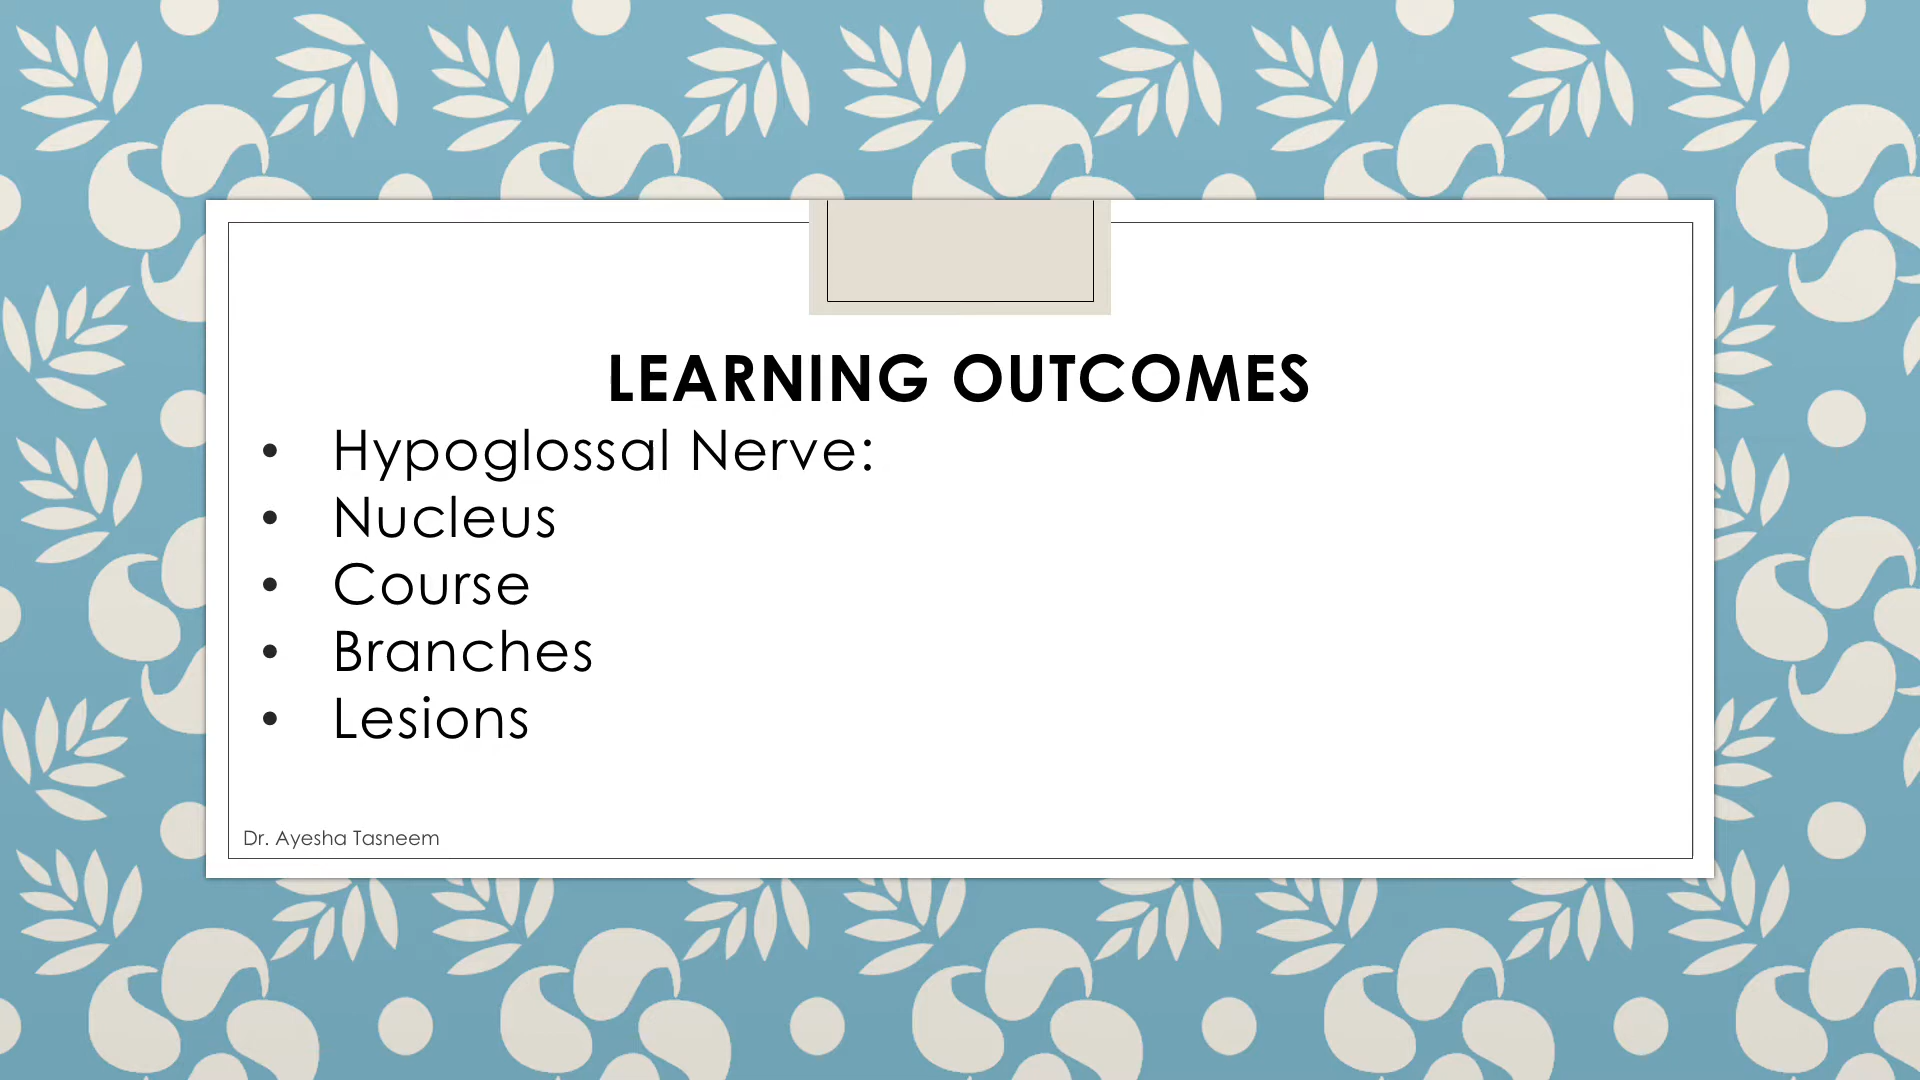 LEARNING OUTCOMES
• Hypoglossal Nerve:
• Nucleus
• Course
• Branches
• Lesions
Dr. Ayesha Tasneem